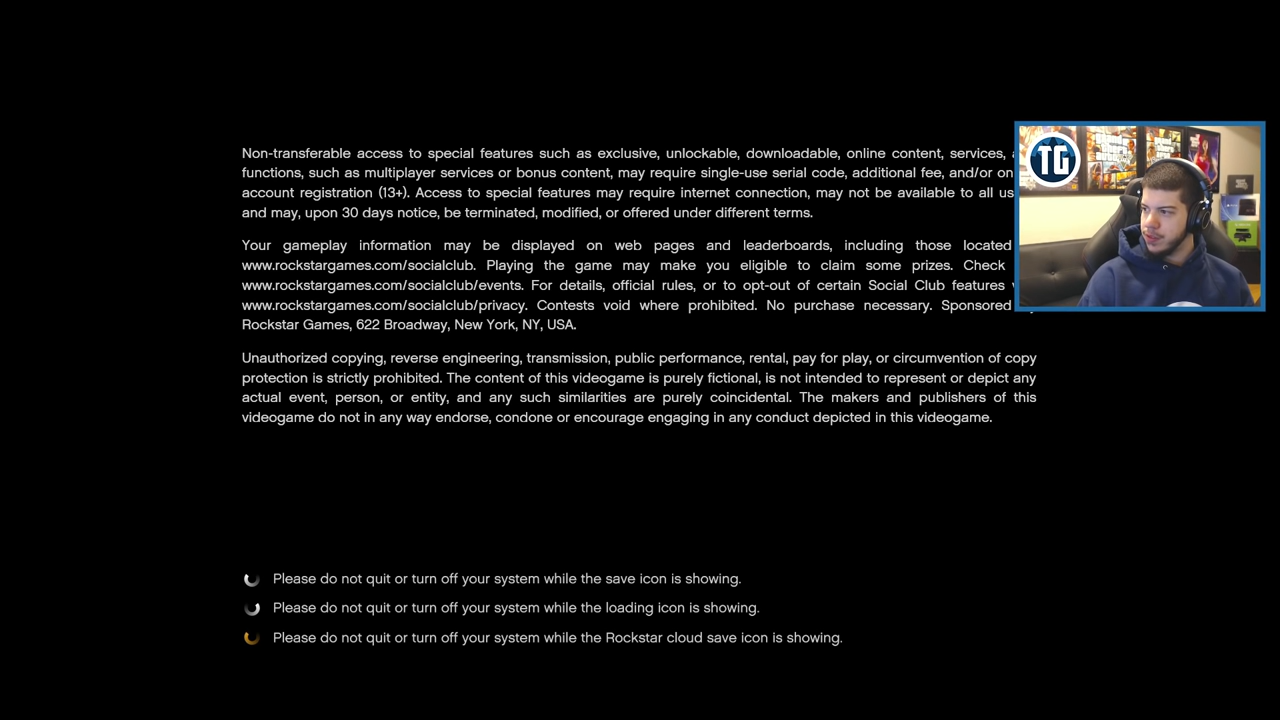 Non-transferable access to special features such as exclusive, unlockable, downloadable, online content, services,
functions, such as multiplayer services or bonus content, may require single-use serial code, additional fee, and/or
account registration (13+). Access to special features may require internet connection, may not be available to all
and may, upon 30 days notice, be terminated, modified, or offered under different terms.
Your gameplay information may be displayed on web pages and leaderboards, including those located
www.rockstargames.com/socialclub. Playing the game may make you eligible to claim some prizes. Check
www.rockstargames.com/socialclub/events. For details, official rules, or to opt-out of certain Social Club features
www.rockstargames.com/socialclub/privacy. Contests void where prohibited. No purchase necessary. Sponsored
Rockstar Games, 622 Broadway, New York, NY, USA.
Unauthorized copying, reverse engineering, transmission, public performance, rental, pay for play, or circumvention of copy
protection is strictly prohibited. The content of this videogame is purely fictional, is not intended to represent or depict any
actual event, person, or entity, and any such similarities are purely coincidental. The makers and publishers of this
videogame do not in any way endorse, condone or encourage engaging in any conduct depicted in this videogame.
Please do not quit or turn off your system while the save icon is showing.
Please do not quit or turn off your system while the loading icon is showing.
Please do not quit or turn off your system while the Rockstar cloud save icon is showing.
TG